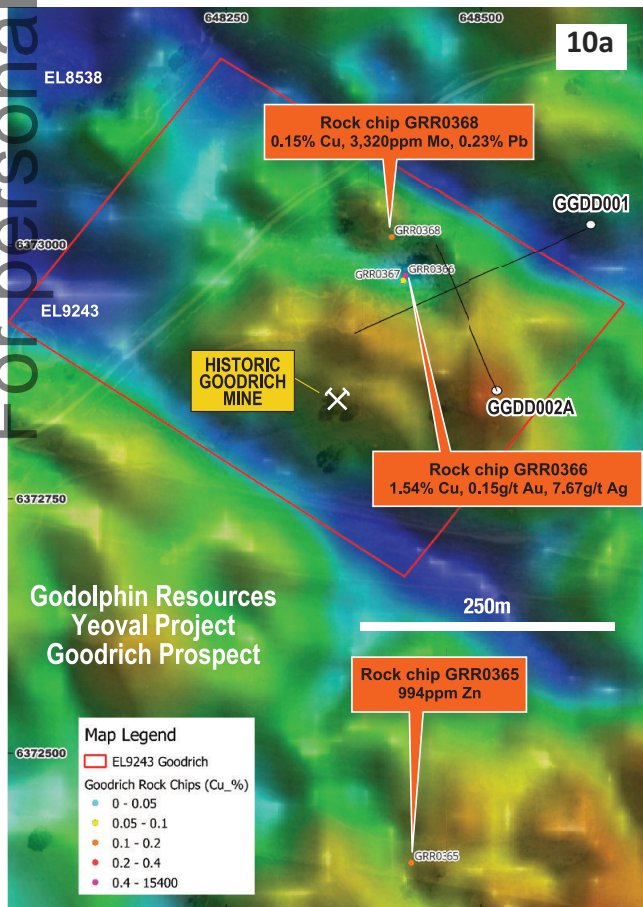 For personal
648250
648500
10a
EL8538
Rock chip GRR0368
0.15% Cu, 3,320ppm Mo, 0.23% Pb
GGDD001
GRR0368
6373000
GRR0367
GRR0366
EL9243
HISTORIC
GOODRICH
MINE
GGDD002A
Rock chip GRR0366
1.54% Cu, 0.15g/t Au, 7.67g/t Ag
6372750
Godolphin Resources
Yeoval Project
Goodrich Prospect
250m
Rock chip GRR0365
994ppm Zn
Map Legend
EL9243 Goodrich
Goodrich Rock Chips (Cu_%)
0 - 0.05
0.05 - 0.1
0.1 - 0.2
0.2 - 0.4
0.4 - 15400
6372500
GRR0365